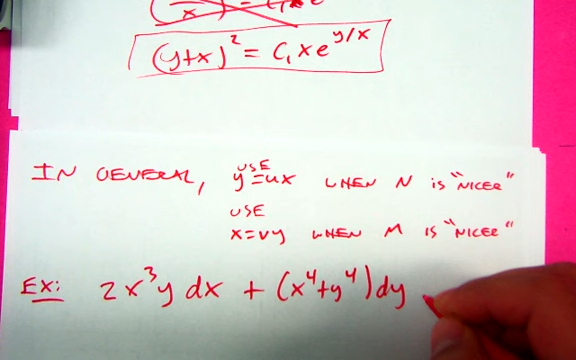 (y+x)² = C₁xe^{y/x}
IN GENERAL, USE y=ux WHEN N IS "NICER"
USE
x=vy WHEN M IS "NICER"
EX: 2x³y dx + (x⁴+y⁴)dy